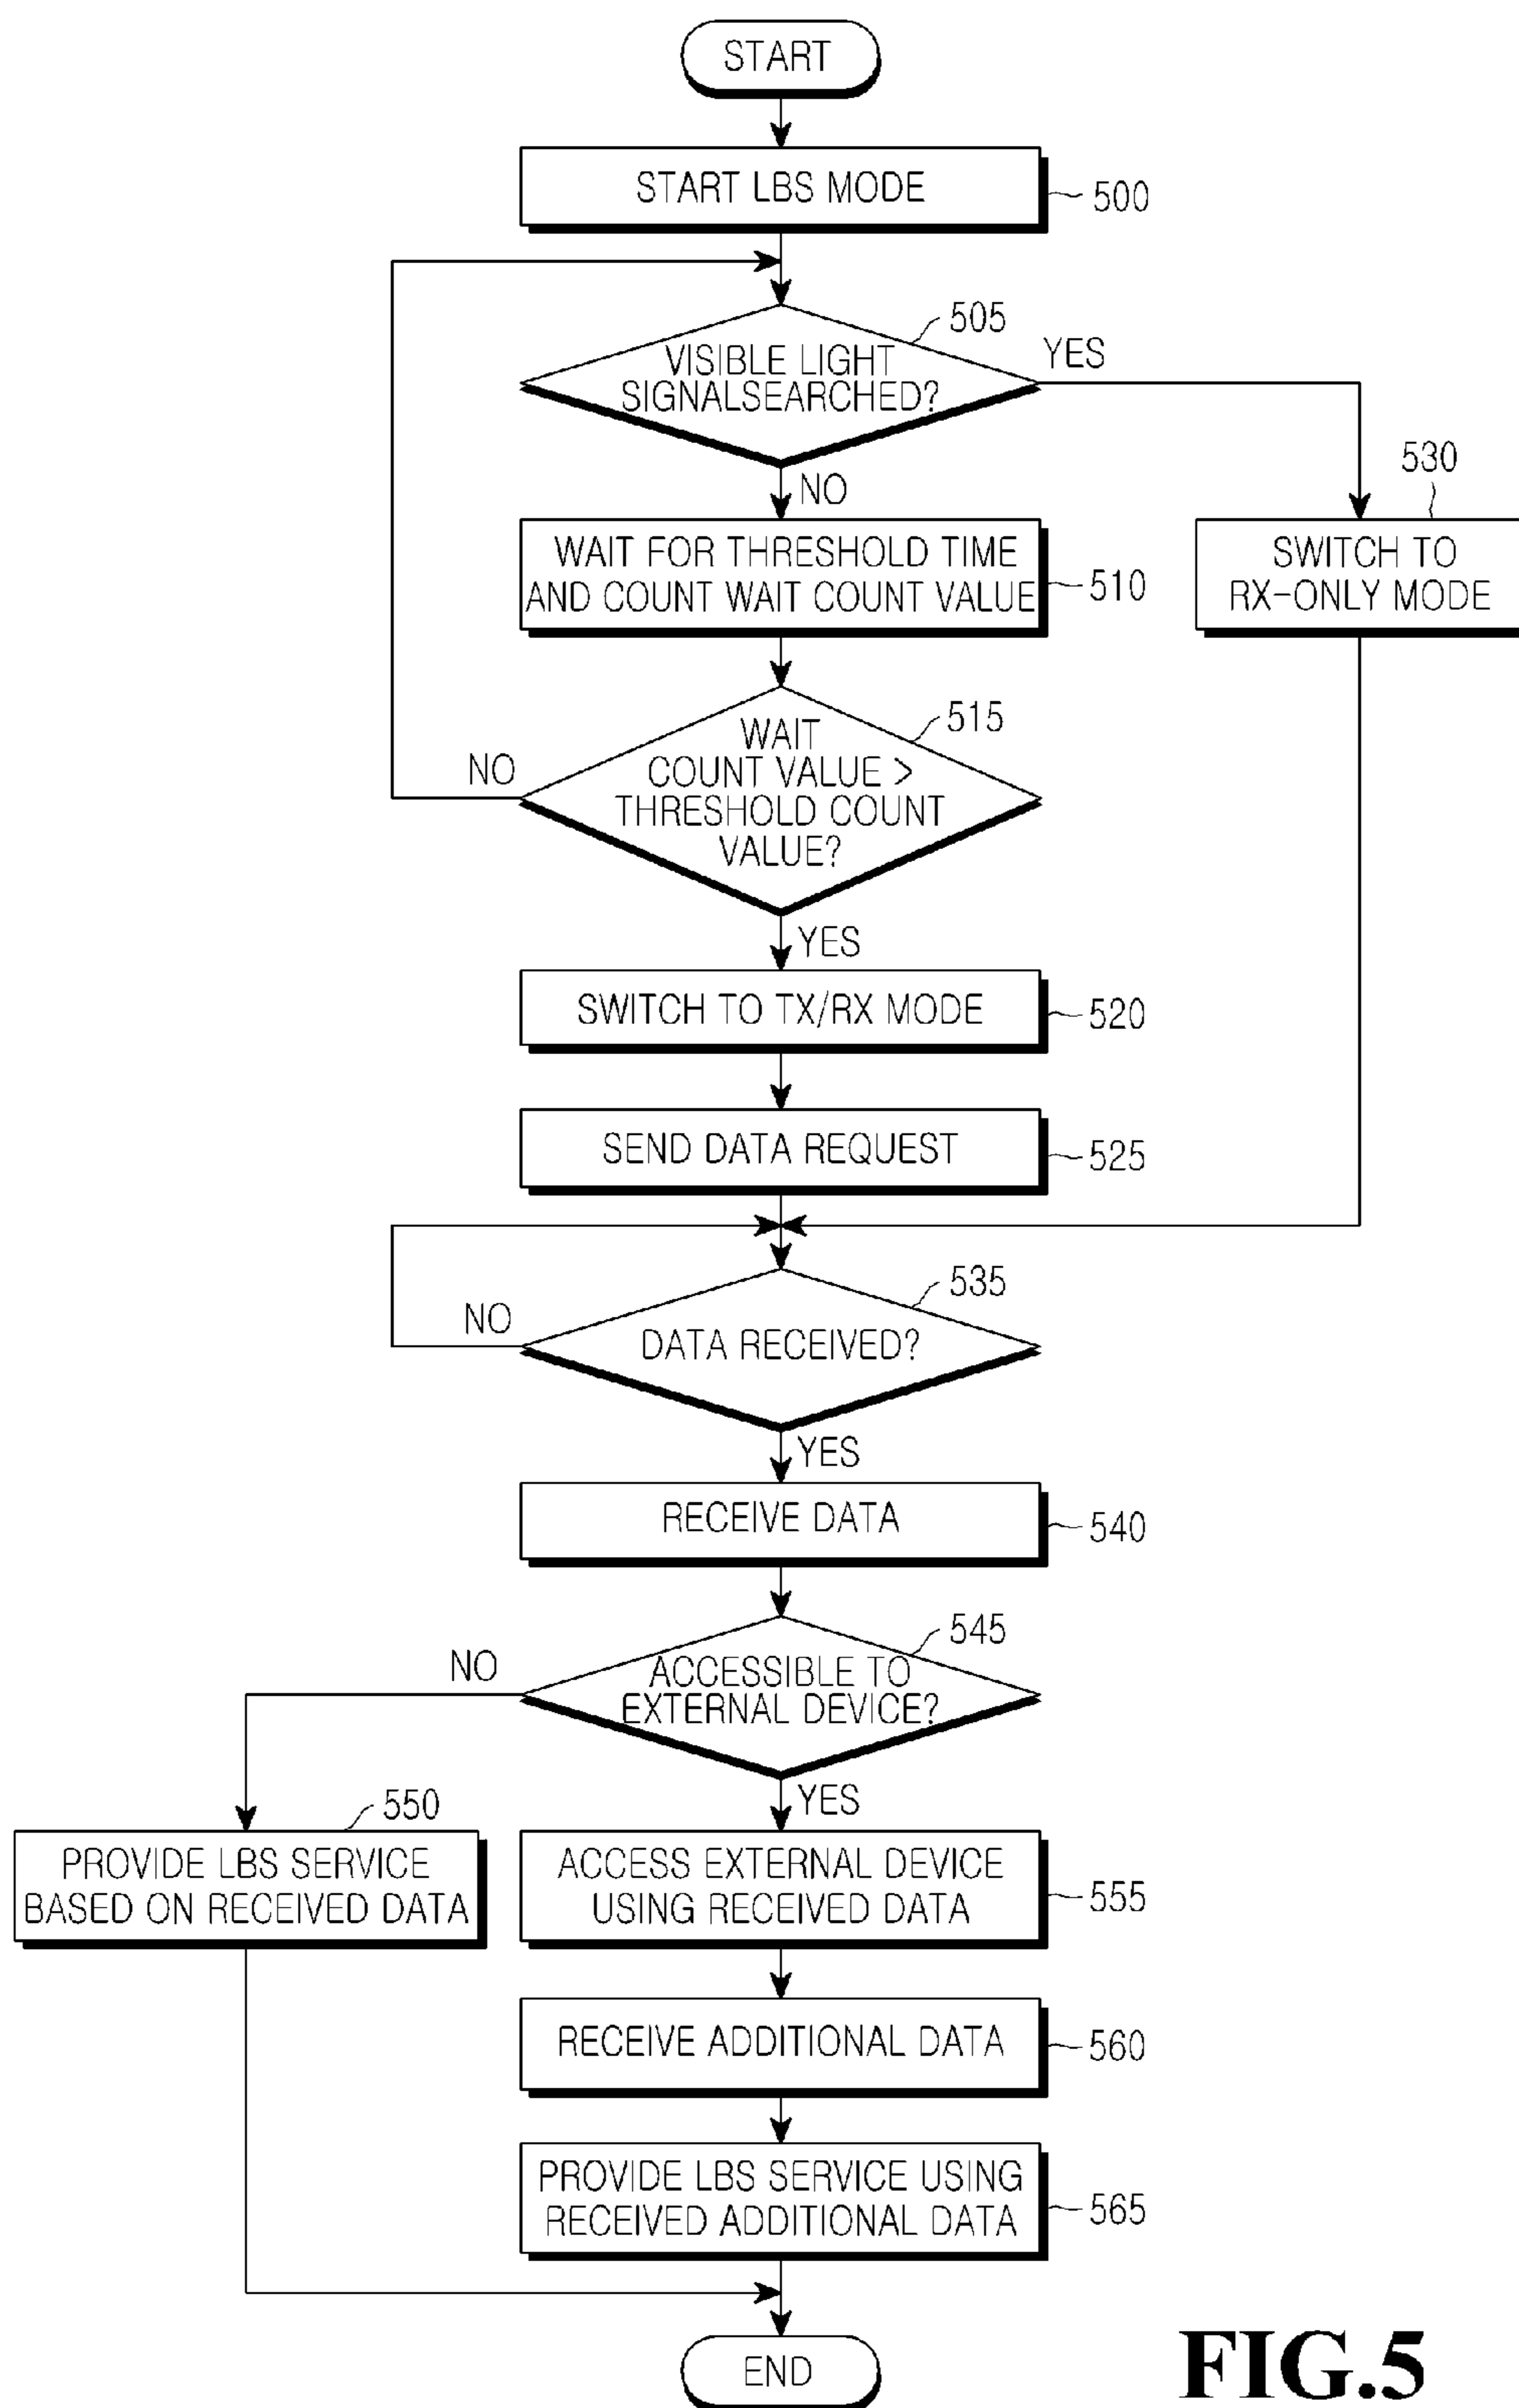 START
START LBS MODE
500
505
VISIBLE LIGHT
SIGNALSEARCHED?
YES
NO
530
WAIT FOR THRESHOLD TIME
AND COUNT WAIT COUNT VALUE
510
SWITCH TO
RX-ONLY MODE
515
WAIT
COUNT VALUE >
THRESHOLD COUNT
VALUE?
NO
YES
SWITCH TO TX/RX MODE
520
SEND DATA REQUEST
525
535
DATA RECEIVED?
NO
YES
RECEIVE DATA
540
545
ACCESSIBLE TO
EXTERNAL DEVICE?
NO
YES
550
PROVIDE LBS SERVICE
BASED ON RECEIVED DATA
ACCESS EXTERNAL DEVICE
USING RECEIVED DATA
555
RECEIVE ADDITIONAL DATA
560
PROVIDE LBS SERVICE USING
RECEIVED ADDITIONAL DATA
565
END
FIG.5